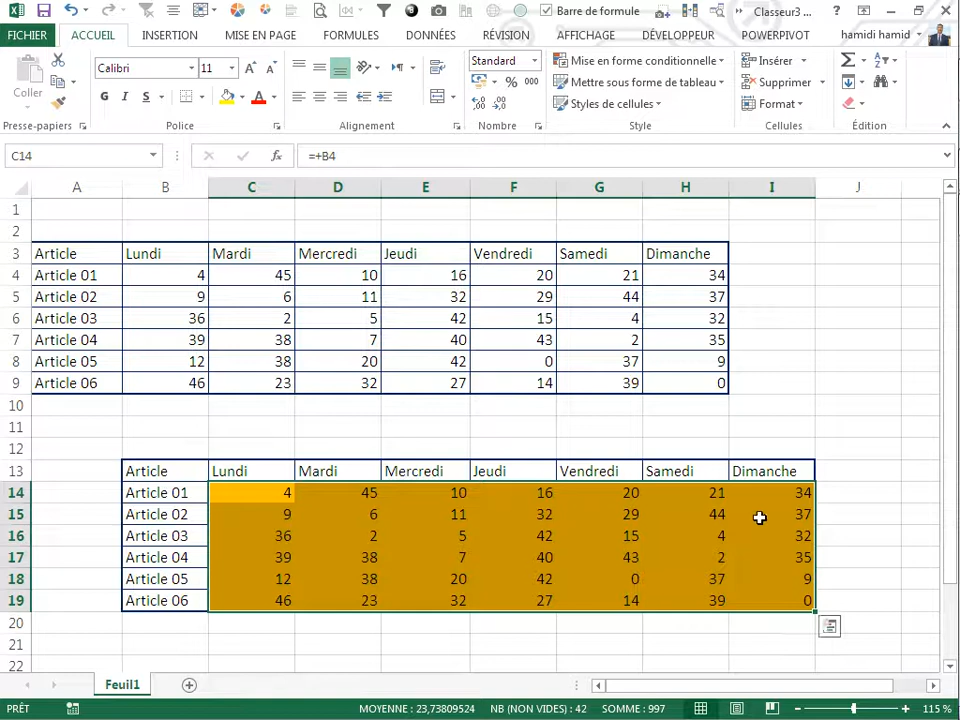 Barre de formule
Classeur3 ...
?
FICHIER ACCUEIL INSERTION MISE EN PAGE FORMULES DONNÉES RÉVISION AFFICHAGE DÉVELOPPEUR POWERPIVOT hamidi hamid
Coller
Calibri 11
G I S A
Standard
% 000
Mise en forme conditionnelle
Mettre sous forme de tableau
Styles de cellules
Insérer
Supprimer
Format
Presse-papiers Police Alignement Nombre Style Cellules Édition
C14 fx =+B4
A B C D E F G H I J
1
2
3 Article Lundi Mardi Mercredi Jeudi Vendredi Samedi Dimanche
4 Article 01 4 45 10 16 20 21 34
5 Article 02 9 6 11 32 29 44 37
6 Article 03 36 2 5 42 15 4 32
7 Article 04 39 38 7 40 43 2 35
8 Article 05 12 38 20 42 0 37 9
9 Article 06 46 23 32 27 14 39 0
10
11
12
13 Article Lundi Mardi Mercredi Jeudi Vendredi Samedi Dimanche
14 Article 01 4 45 10 16 20 21 34
15 Article 02 9 6 11 32 29 44 37
16 Article 03 36 2 5 42 15 4 32
17 Article 04 39 38 7 40 43 2 35
18 Article 05 12 38 20 42 0 37 9
19 Article 06 46 23 32 27 14 39 0
20
21
22
Feuil1
PRÊT MOYENNE : 23,73809524 NB (NON VIDES) : 42 SOMME : 997 115 %